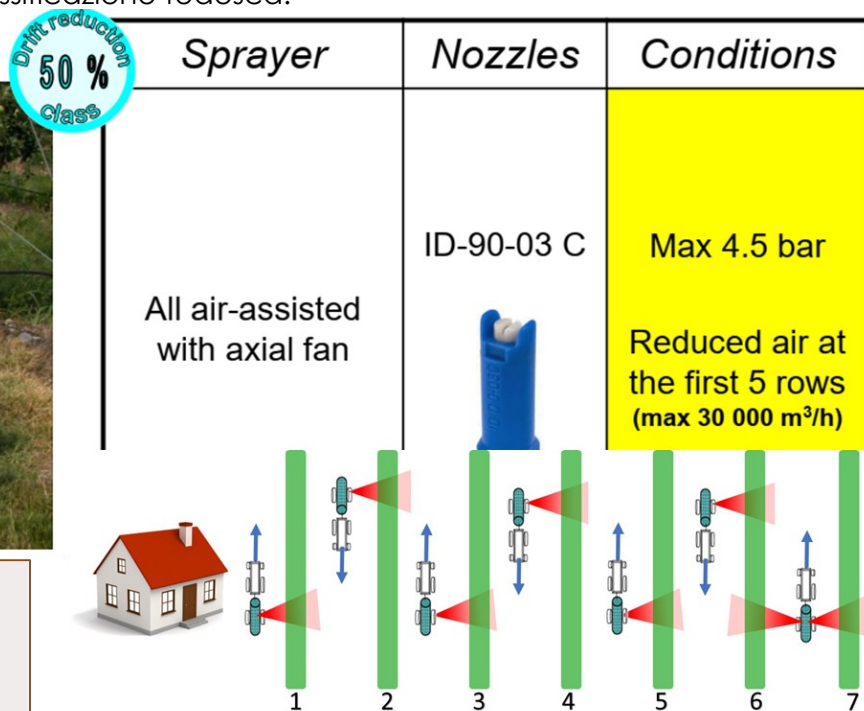 Drift reduction
50 %
class
Sprayer
Nozzles
Conditions
All air-assisted
with axial fan
ID-90-03 C
Max 4.5 bar
Reduced air at
the first 5 rows
(max 30 000 m³/h)
1 2 3 4 5 6 7